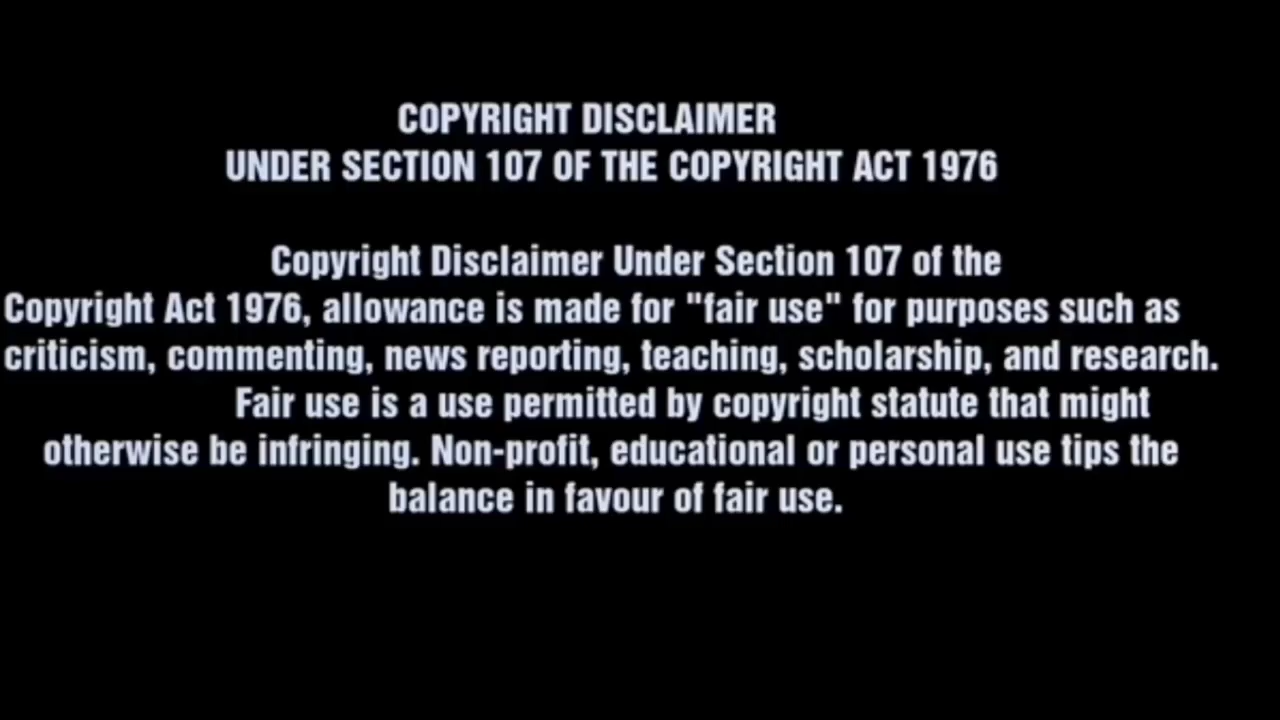 COPYRIGHT DISCLAIMER
UNDER SECTION 107 OF THE COPYRIGHT ACT 1976
Copyright Disclaimer Under Section 107 of the
Copyright Act 1976, allowance is made for "fair use" for purposes such as
criticism, commenting, news reporting, teaching, scholarship, and research.
Fair use is a use permitted by copyright statute that might
otherwise be infringing. Non-profit, educational or personal use tips the
balance in favour of fair use.